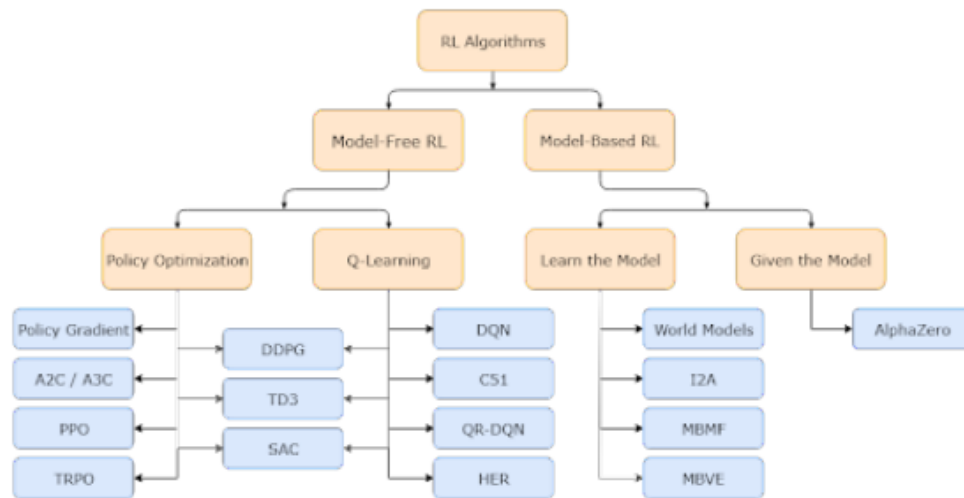 RL Algorithms
Model-Free RL
Model-Based RL
Policy Optimization
Q-Learning
Learn the Model
Given the Model
Policy Gradient
DDPG
DQN
World Models
AlphaZero
A2C / A3C
TD3
C51
I2A
PPO
SAC
QR-DQN
MBMF
TRPO
HER
MBVE